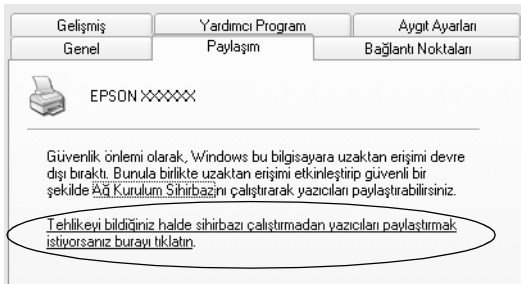 Gelişmiş Yardımcı Program Aygıt Ayarları
Genel Paylaşım Bağlantı Noktaları
EPSON XXXXXX
Güvenlik önlemi olarak, Windows bu bilgisayara uzaktan erişimi devre
dışı bıraktı. Bunula birlikte uzaktan erişimi etkinleştirip güvenli bir
şekilde Ağ Kurulum Sihirbazını çalıştırarak yazıcıları paylaştırabilirsiniz.
Tehlikeyi bildiğiniz halde sihirbazı çalıştırmadan yazıcıları paylaştırmak
istiyorsanız burayı tıklatın.